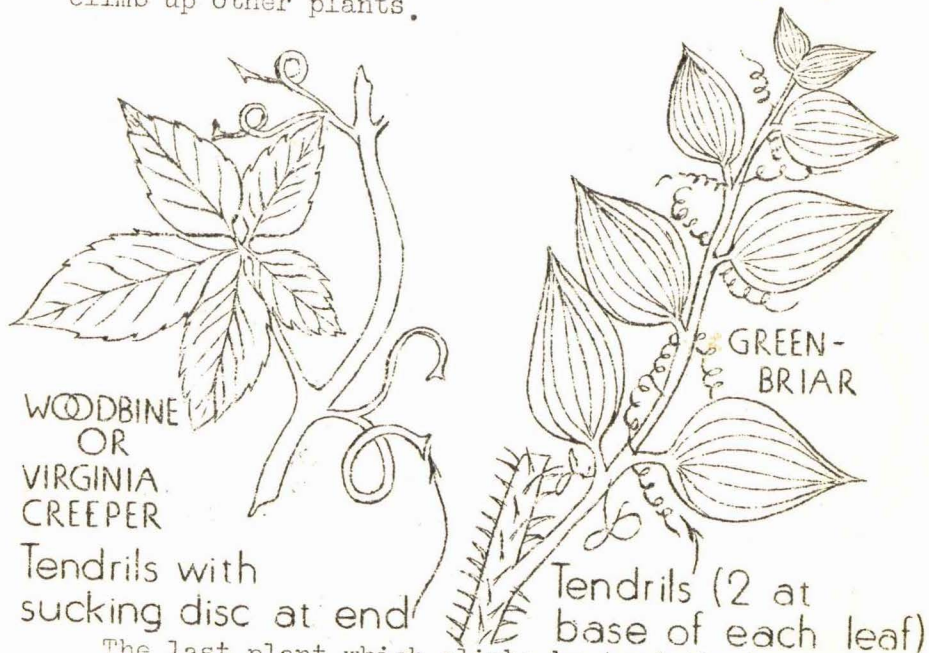 climb up other plants.
GREEN-
BRIAR
WOODBINE
OR
VIRGINIA
CREEPER
Tendrils with
sucking disc at end
Tendrils (2 at
base of each leaf)
The last plant which climbs